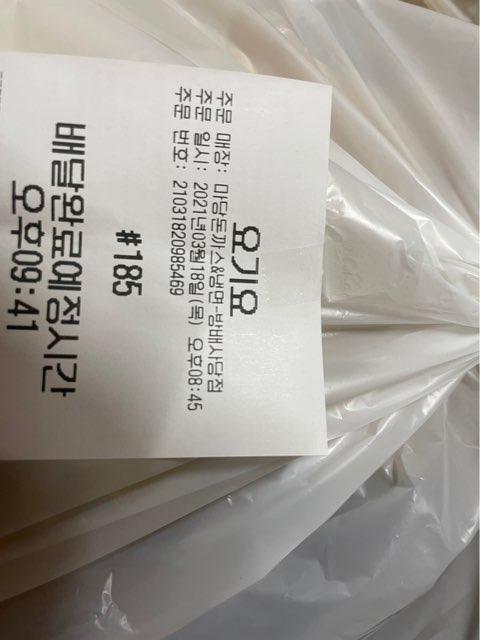 요기요
주문 매장: 마당돈까스&냉면-방배사당점
주문 일시: 2021년03월18일(목) 오후08:45
주문 번호: 21031820985469
#185
배달완료예정시간
오후09:41